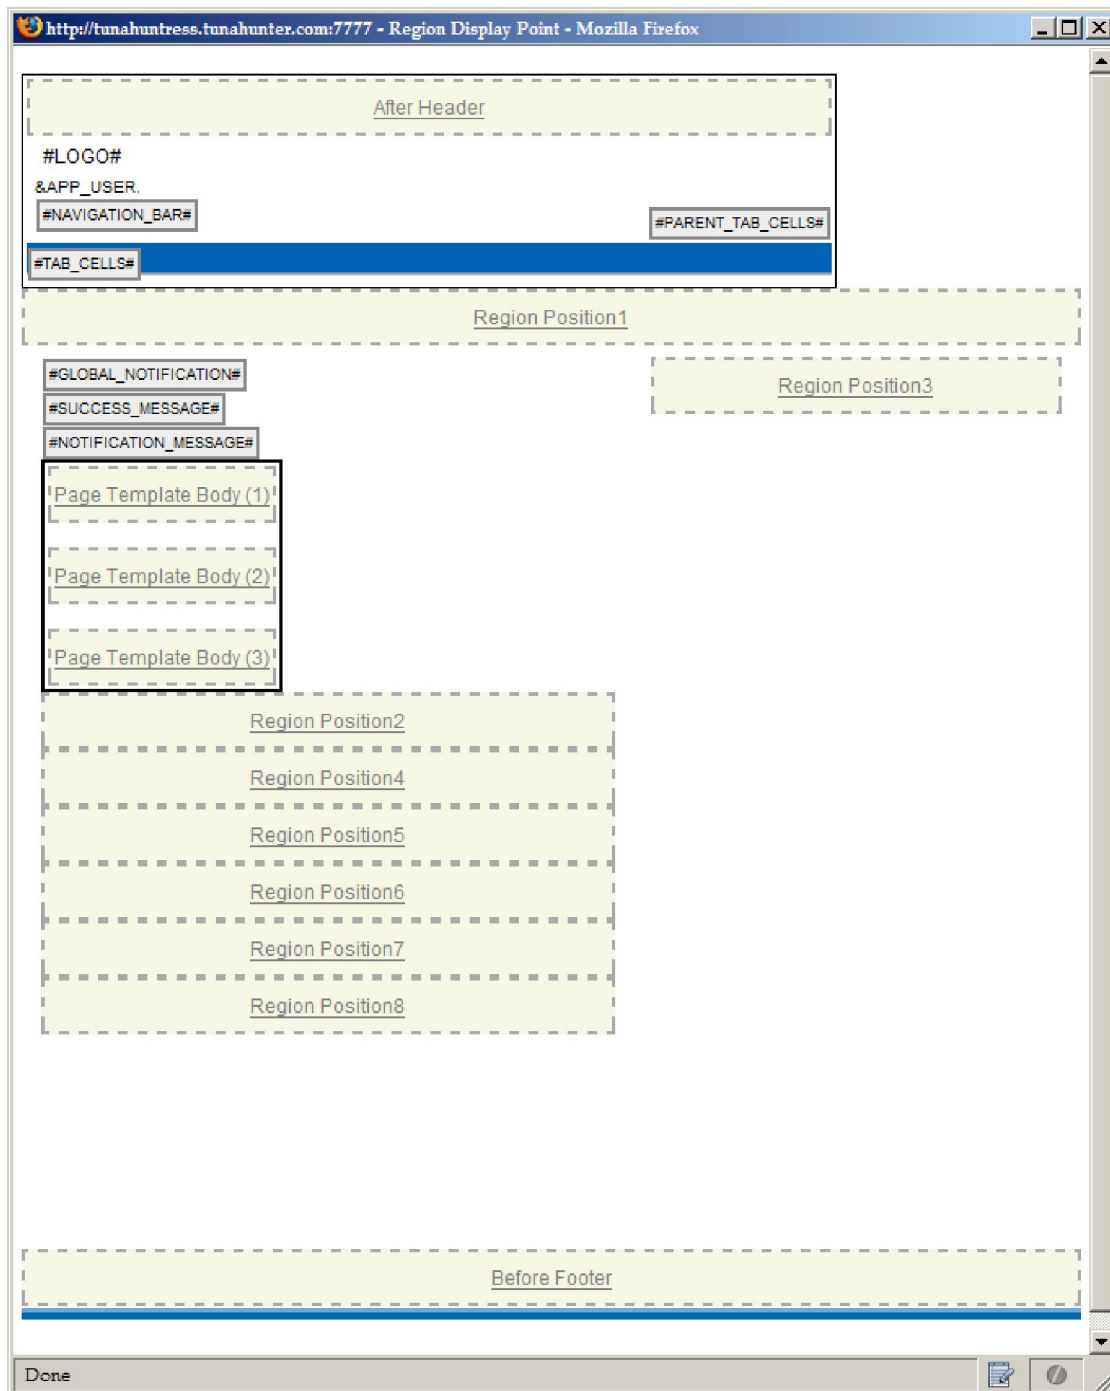 http://tunahuntress.tunahunter.com:7777 - Region Display Point - Mozilla Firefox
After Header
#LOGO#
&APP_USER.
#NAVIGATION_BAR#
#PARENT_TAB_CELLS#
#TAB_CELLS#
Region Position1
#GLOBAL_NOTIFICATION#
Region Position3
#SUCCESS_MESSAGE#
#NOTIFICATION_MESSAGE#
Page Template Body (1)
Page Template Body (2)
Page Template Body (3)
Region Position2
Region Position4
Region Position5
Region Position6
Region Position7
Region Position8
Before Footer
Done